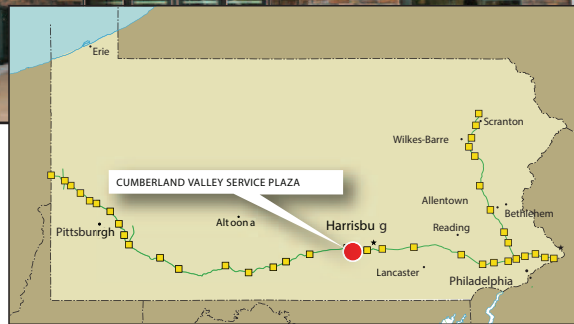 Erie
Scranton
Wilkes-Barre
CUMBERLAND VALLEY SERVICE PLAZA
Allentown
Bethlehem
Altoona
Harrisbu g
Reading
Pittsburrgh
Lancaster
Philadelphia